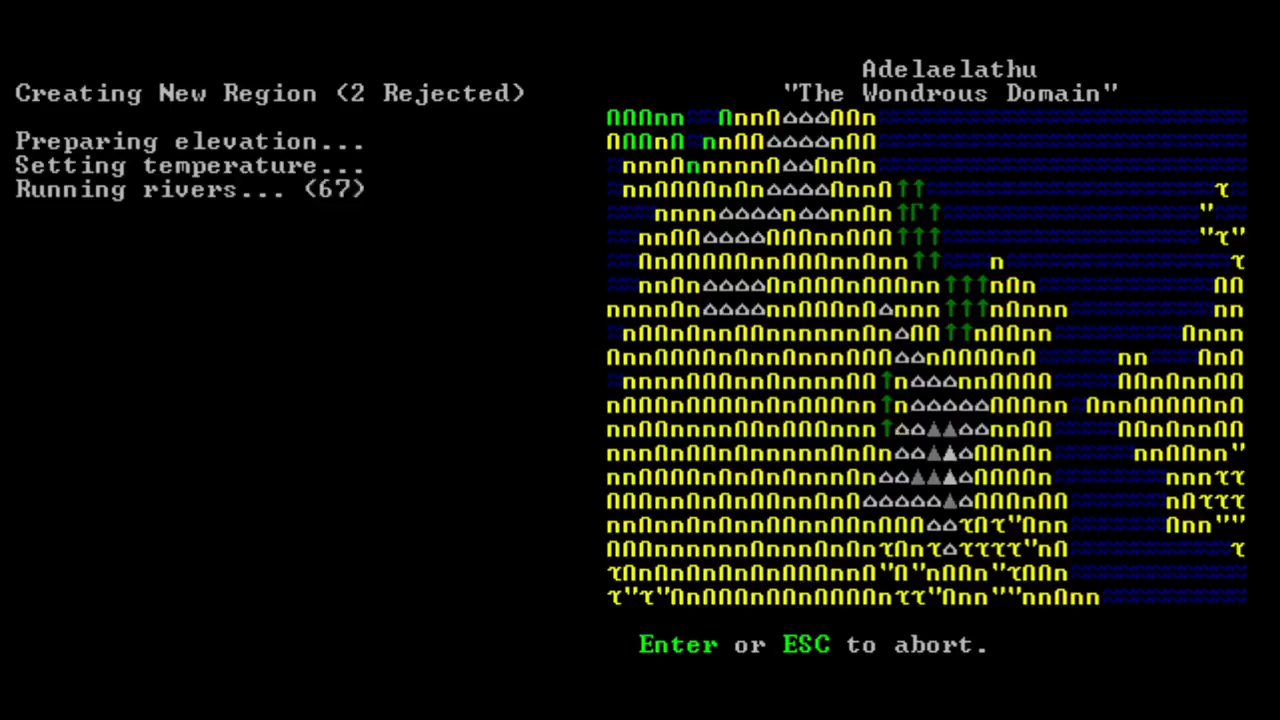 Adelaelathu
Creating New Region (2 Rejected)
"The Wondrous Domain"
Preparing elevation...
Setting temperature...
Running rivers... (67)
Enter or ESC to abort.